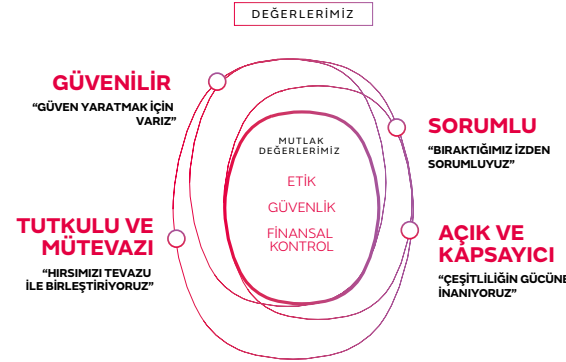 DEĞERLERİMİZ
GÜVENİLİR
“GÜVEN YARATMAK İÇİN
VARIZ”
SORUMLU
“BIRAKTIĞIMIZ İZDEN
SORUMLUYUZ”
MUTLAK
DEĞERLERİMİZ
ETİK
GÜVENLİK
FİNANSAL
KONTROL
TUTKULU VE
MÜTEVAZI
“HIRSIMIZI TEVAZU
İLE BİRLEŞTİRİYORUZ”
AÇIK VE
KAPSAYICI
“ÇEŞİTLİLİĞİN GÜCÜNE
İNANIYORUZ”